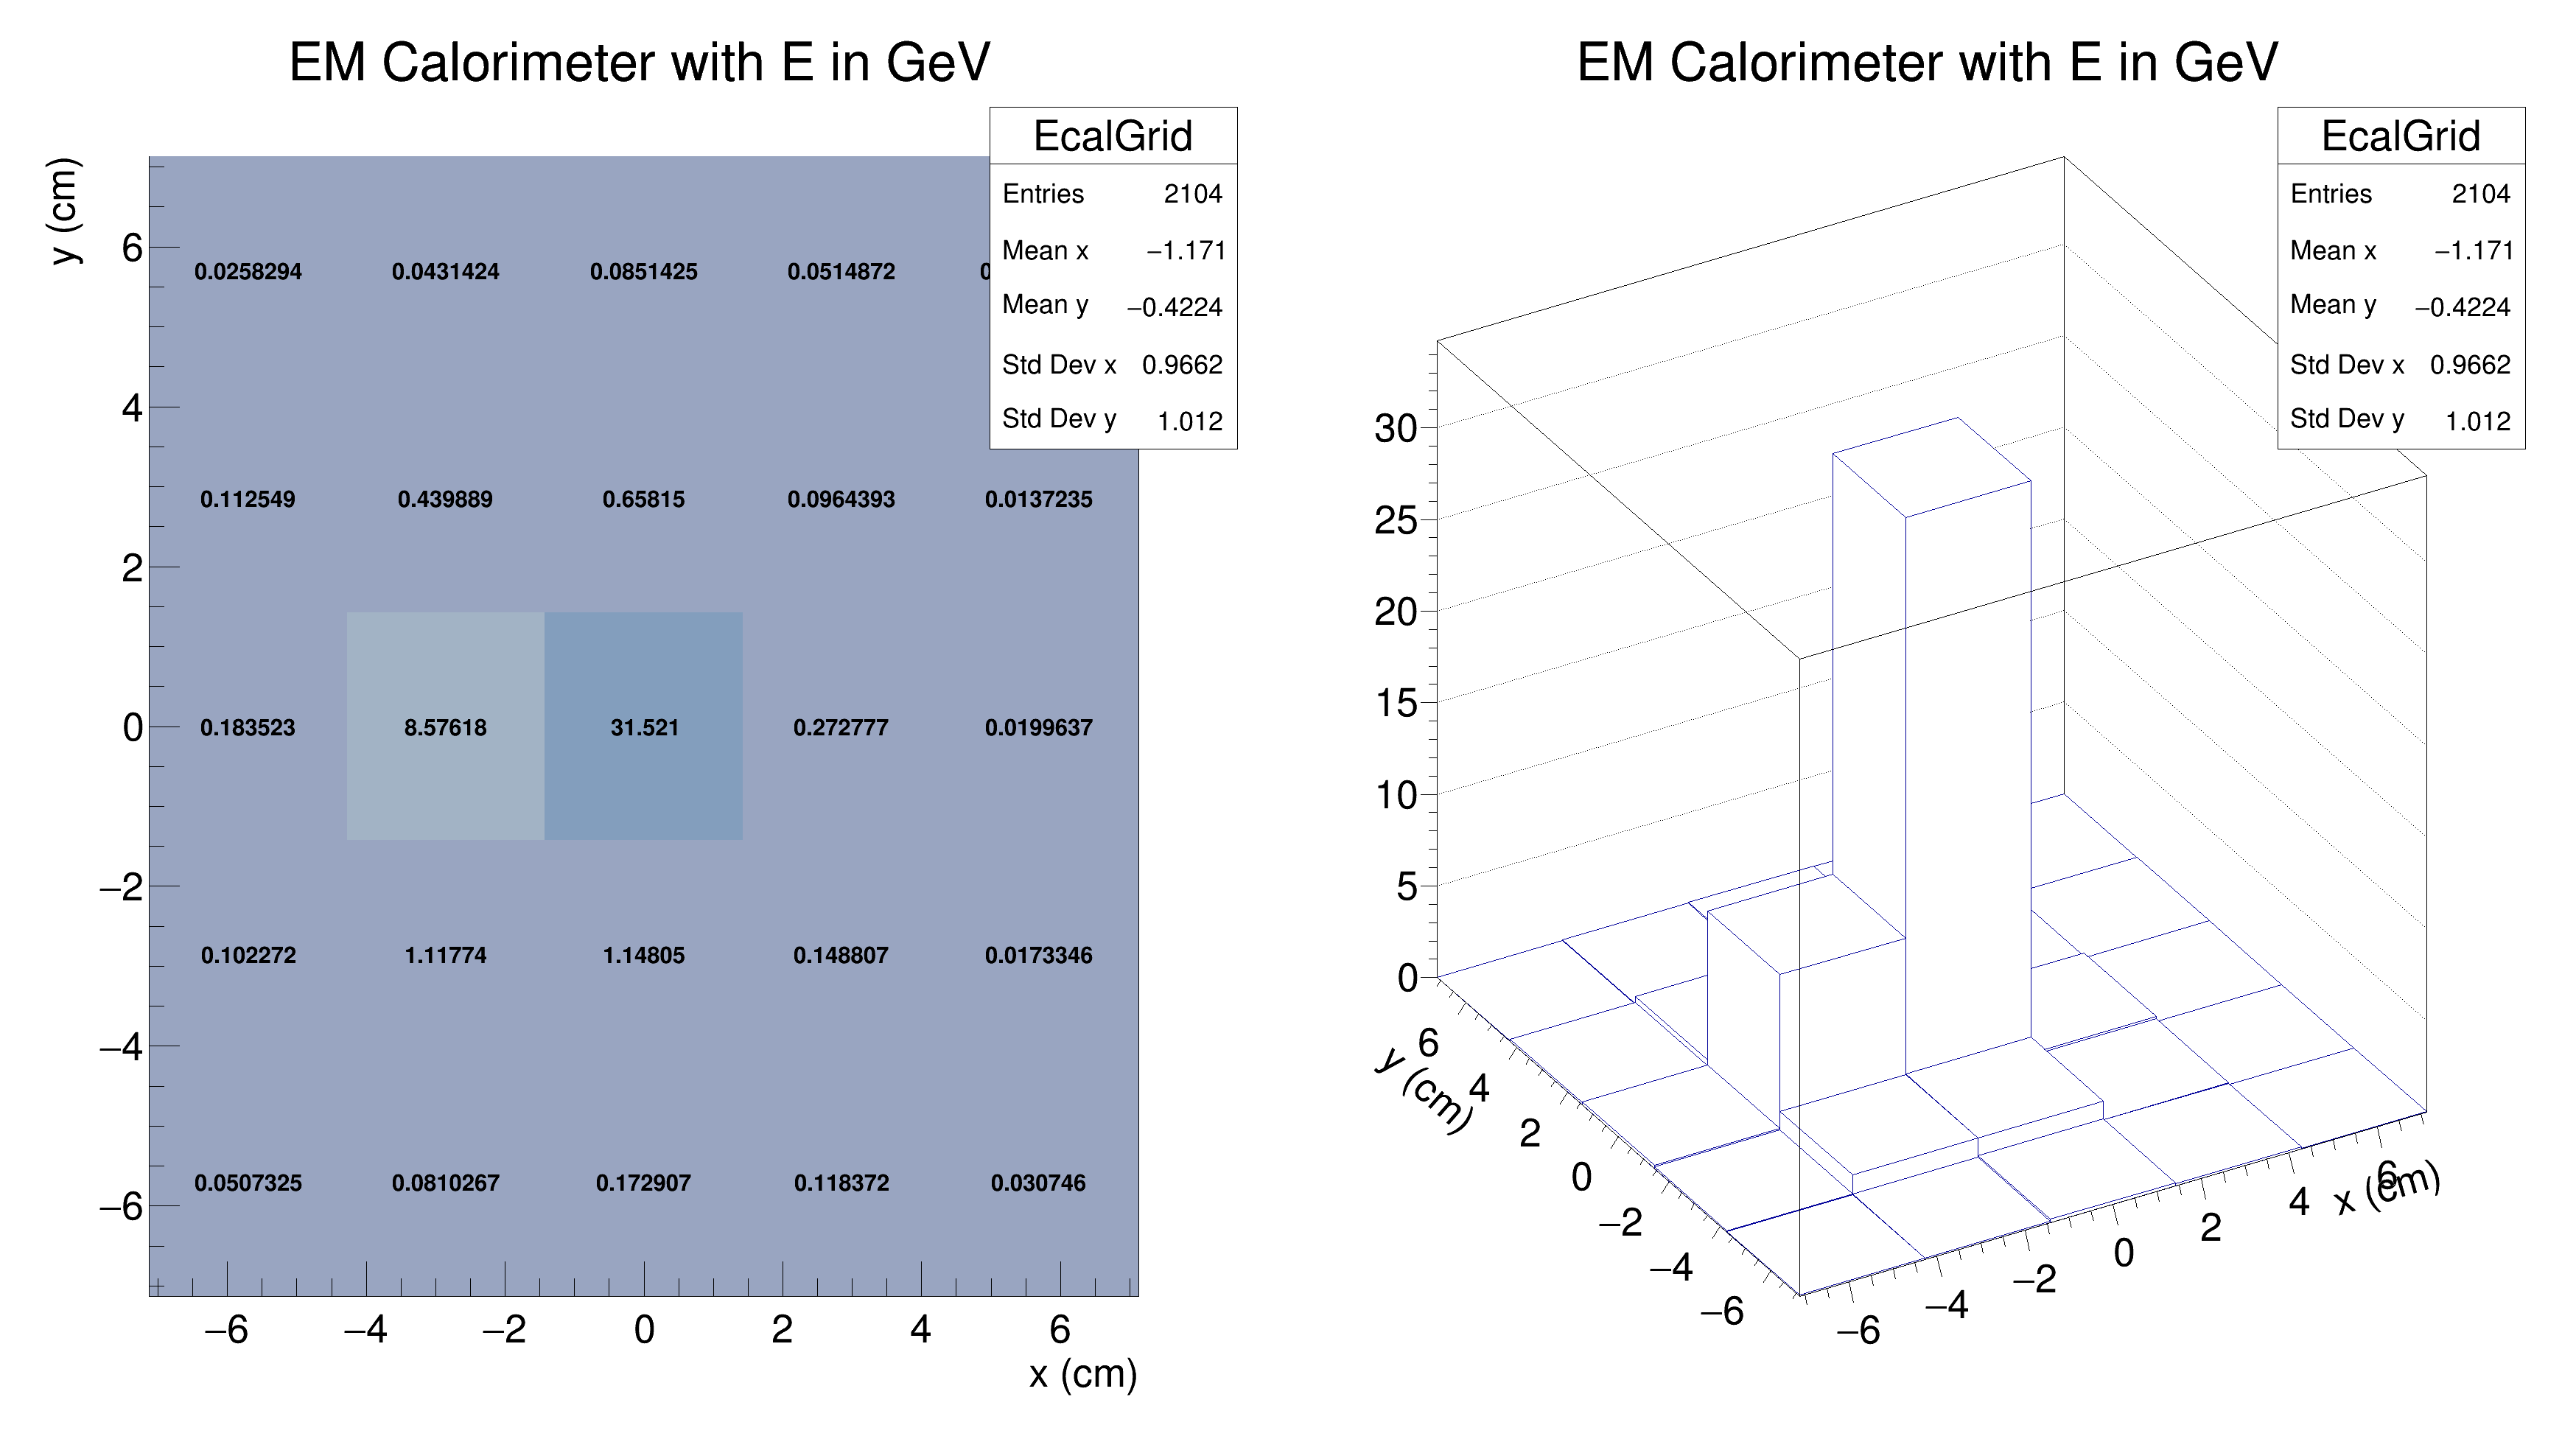 EM Calorimeter with E in GeV
EcalGrid
Entries 2104
Mean x −1.171
Mean y −0.4224
Std Dev x 0.9662
Std Dev y 1.012
y (cm)
6
4
2
0
−2
−4
−6
0.0258294 0.0431424 0.0851425 0.0514872
0.112549 0.439889 0.65815 0.0964393 0.0137235
0.183523 8.57618 31.521 0.272777 0.0199637
0.102272 1.11774 1.14805 0.148807 0.0173346
0.0507325 0.0810267 0.172907 0.118372 0.030746
−6 −4 −2 0 2 4 6
x (cm)
EM Calorimeter with E in GeV
EcalGrid
Entries 2104
Mean x −1.171
Mean y −0.4224
Std Dev x 0.9662
Std Dev y 1.012
30
25
20
15
10
5
0
6
4
2
0
−2
−4
−6
y (cm)
−6 −4 −2 0 2 4 6
x (cm)